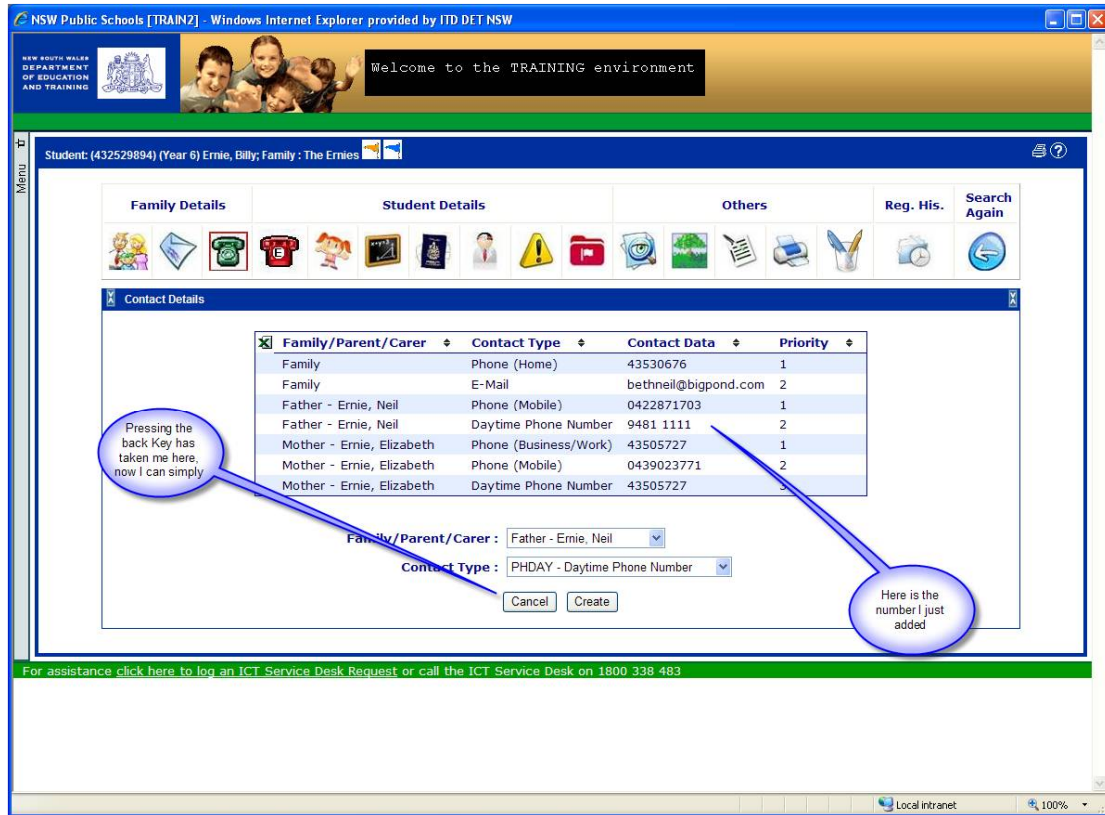 NSW Public Schools [TRAIN2] - Windows Internet Explorer provided by ITD DET NSW
NEW SOUTH WALES
DEPARTMENT
OF EDUCATION
AND TRAINING
Welcome to the TRAINING environment
Menu
Student: (432529894) (Year 6) Ernie, Billy; Family : The Ernies
Family Details Student Details Others Reg. His. Search
Again
Contact Details
Family/Parent/Carer Contact Type Contact Data Priority
Family Phone (Home) 43530676 1
Family E-Mail bethneil@bigpond.com 2
Father - Ernie, Neil Phone (Mobile) 0422871703 1
Father - Ernie, Neil Daytime Phone Number 9481 1111 2
Mother - Ernie, Elizabeth Phone (Business/Work) 43505727 1
Mother - Ernie, Elizabeth Phone (Mobile) 0439023771 2
Mother - Ernie, Elizabeth Daytime Phone Number 43505727 3
Pressing the
back Key has
taken me here,
now I can simply
Family/Parent/Carer : Father - Ernie, Neil
Contact Type : PHDAY - Daytime Phone Number
Cancel Create
Here is the
number I just
added
For assistance click here to log an ICT Service Desk Request or call the ICT Service Desk on 1800 338 483
Local intranet 100%